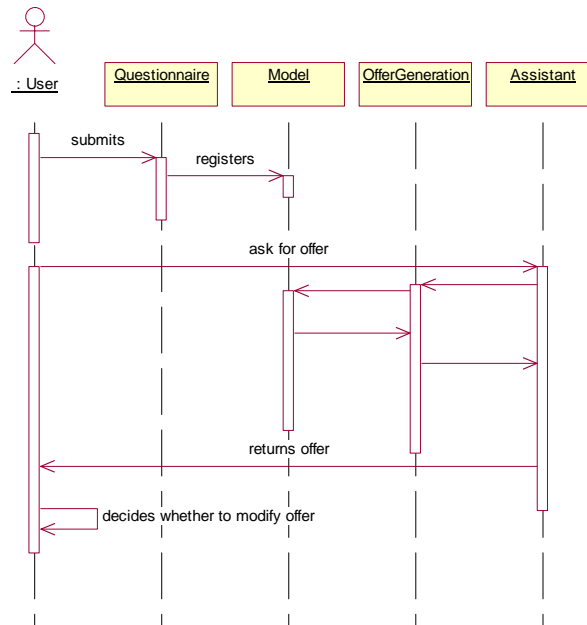 : User
Questionnaire
Model
OfferGeneration
Assistant
submits
registers
ask for offer
returns offer
decides whether to modify offer